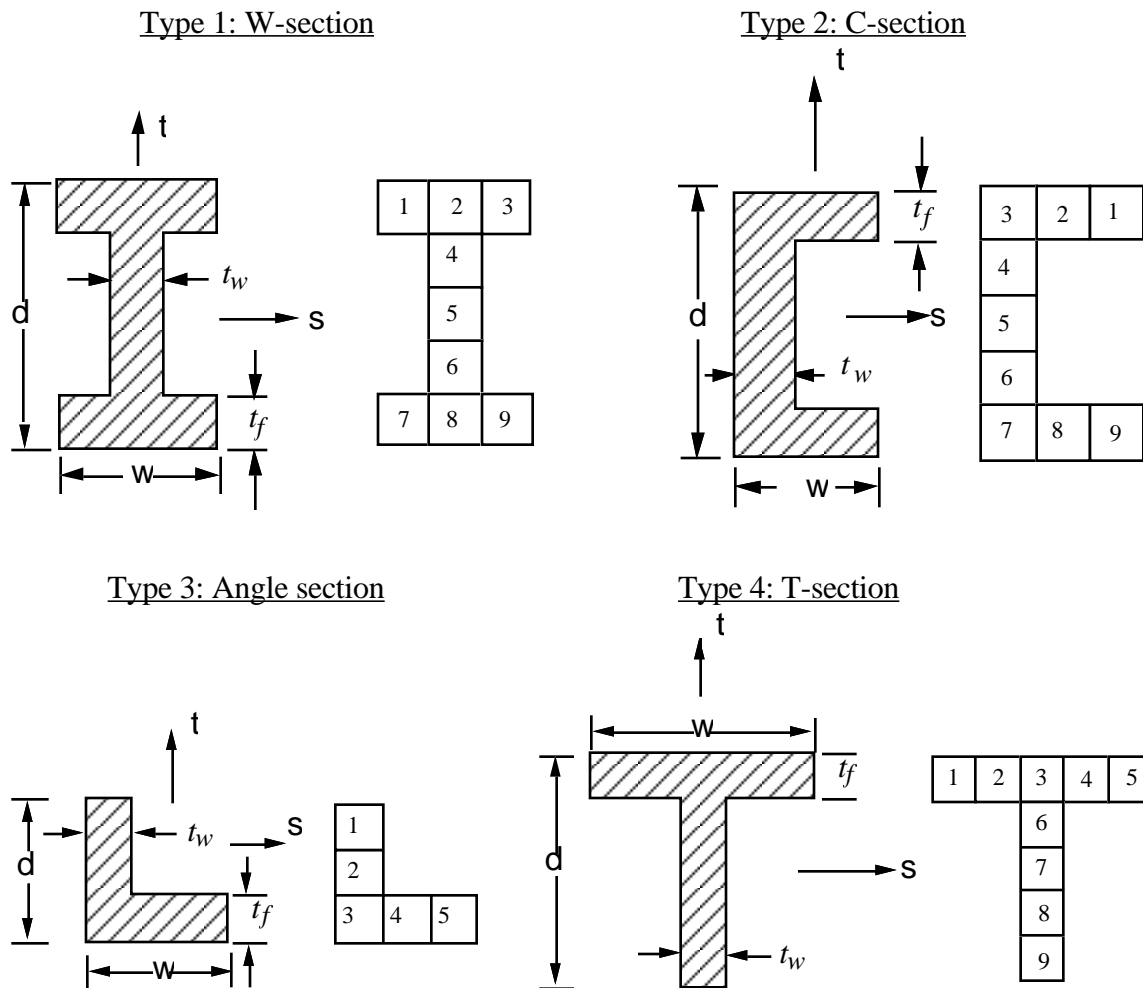 Type 1: W-section
t
d
t_w
s
t_f
w
1 2 3
4
5
6
7 8 9
Type 2: C-section
t
t_f
d
s
t_w
w
3 2 1
4
5
6
7 8 9
Type 3: Angle section
t
t_w
s
d
t_f
w
1
2
3 4 5
Type 4: T-section
t
w
t_f
d
s
t_w
1 2 3 4 5
6
7
8
9